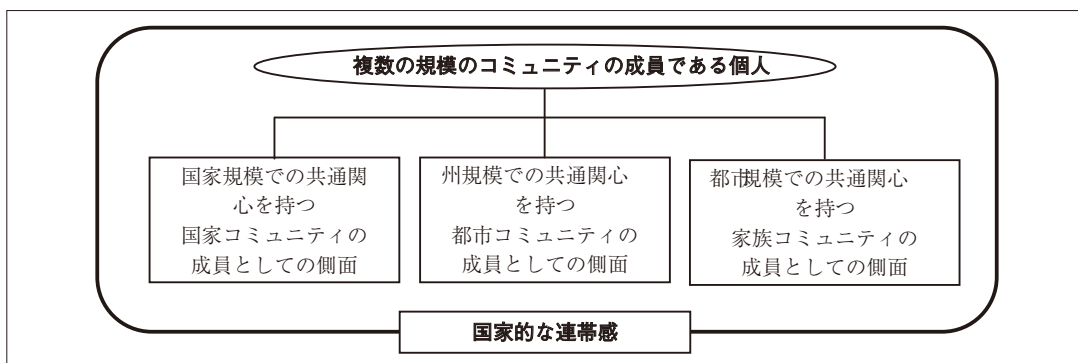 複数の規模のコミュニティの成員である個人
国家規模での共通関
心を持つ
国家コミュニティの
成員としての側面
州規模での共通関心
を持つ
都市コミュニティの
成員としての側面
都市規模での共通関心
を持つ
家族コミュニティの
成員としての側面
国家的な連帯感